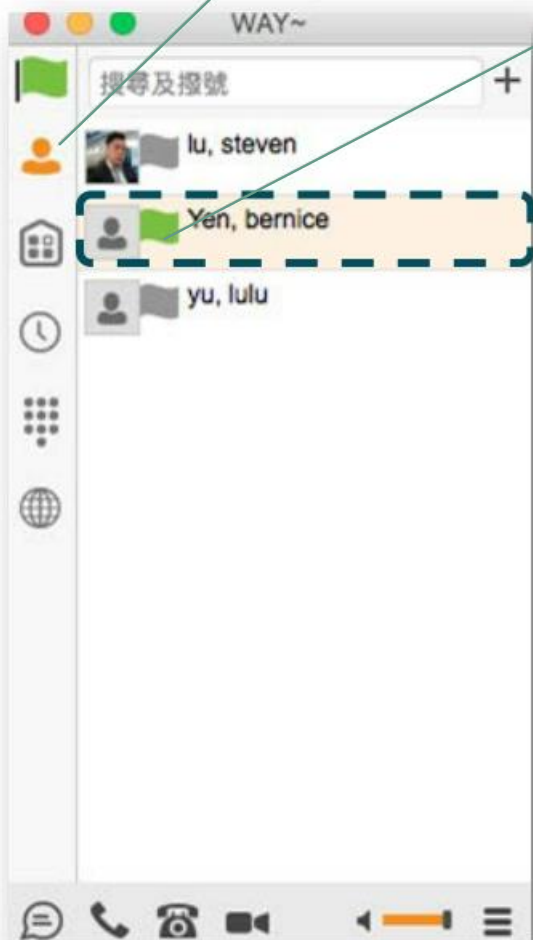 WAY~
搜尋及撥號
lu, steven
Yen, bernice
yu, lulu